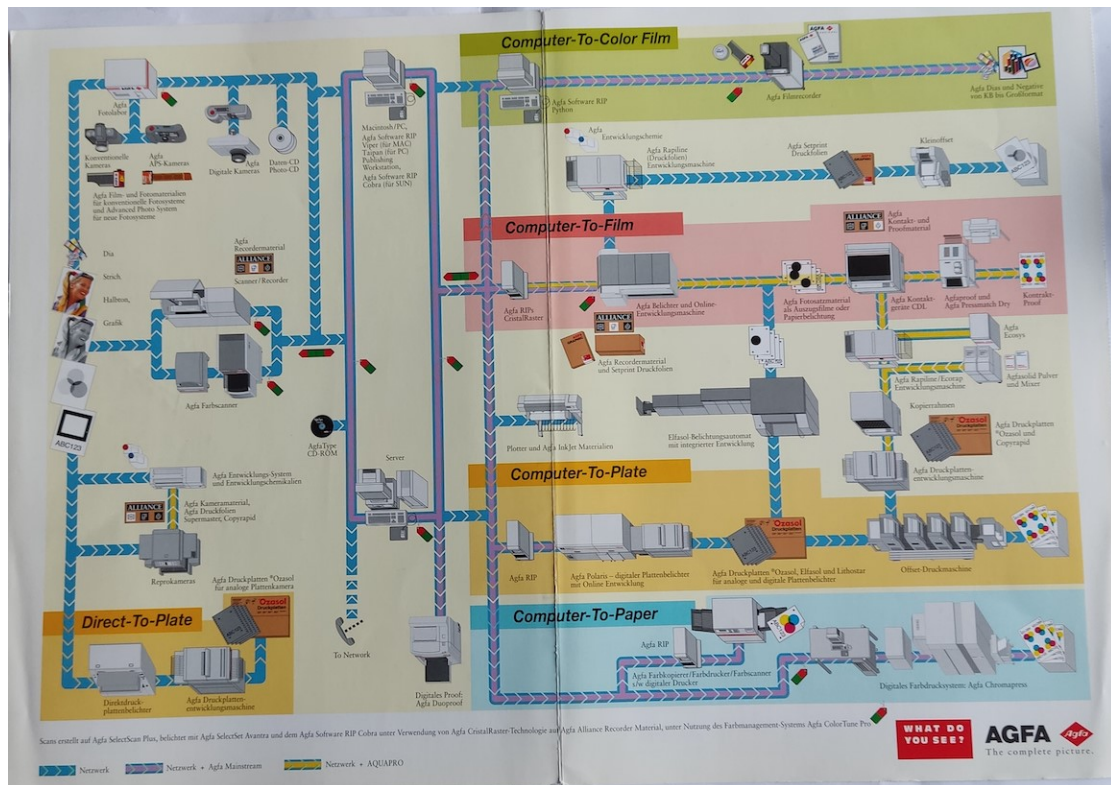 Computer-To-Color Film
AGFA
Agfa
Fotolabor
Konventionelle
Kameras
Agfa
APS-Kameras
Agfa
Digitale Kameras
Daten-CD
Photo-CD
Agfa Film- und Fotomaterialien
für konventionelle Fotosysteme
und Advanced Photo System
für neue Fotosysteme
Macintosh/PC,
Agfa Software RIP
Viper (für MAC)
Taipan (für PC)
Publishing
Workstation,
Agfa Software RIP
Cobra (für SUN)
Agfa Software RIP
Python
Agfa Filmrecorder
Agfa Dias und Negative
von KB bis Großformat
Agfa
Entwicklungschemie
Agfa Rapiline
(Druckfolien)
Entwicklungsmaschine
Agfa Setprint
Druckfolien
Kleinoffset
ABC123
Computer-To-Film
ALLIANCE
Agfa
Kontakt- und
Proofmaterial
Agfa RIPs
CristalRaster
Agfa Belichter und Online-
Entwicklungsmaschine
Agfa Fotosatzmaterial
als Auszugsfilme oder
Papierbelichtung
Agfa Kontakt-
geräte CDL
Agfaproof und
Agfa Pressmatch Dry
Kontrakt-
Proof
Dia
Strich,
Halbton,
Grafik
ABC123
Agfa
Recordermaterial
ALLIANCE
Scanner/Recorder
Agfa Farbscanner
AgfaType
CD-ROM
Server
ALLIANCE
Agfa Recordermaterial
und Setprint Druckfolien
Agfa
Ecosys
Agfa Rapiline/Ecorap
Entwicklungsmaschine
Agfasolid Pulver
und Mixer
Kopierrahmen
Ozasol
Druckplatten
Agfa Druckplatten
®Ozasol und
Copyrapid
Agfa Druckplatten-
entwicklungsmaschine
Plotter und Agfa InkJet Materialien
Elfasol-Belichtungsautomat
mit integrierter Entwicklung
Agfa Entwicklungs-System
und Entwicklungschemikalien
ALLIANCE
Agfa Kameramaterial,
Agfa Druckfolien
Supermaster, Copyrapid
Reprokameras
Computer-To-Plate
Ozasol
Druckplatten
Agfa RIP
Agfa Polaris – digitaler Plattenbelichter
mit Online Entwicklung
Agfa Druckplatten ®Ozasol, Elfasol und Lithostar
für analoge und digitale Plattenbelichter
Offset-Druckmaschine
Agfa Druckplatten ®Ozasol
für analoge Plattenkamera
Direct-To-Plate
Ozasol
Druckplatten
Direktdruck-
plattenbelichter
Agfa Druckplatten-
entwicklungsmaschine
To Network
Digitales Proof:
Agfa Duoproof
Computer-To-Paper
Agfa RIP
Agfa Farbkopierer/Farbdrucker/Farbscanner
s/w digitaler Drucker
Digitales Farbdrucksystem: Agfa Chromapress
Scans erstellt auf Agfa SelectScan Plus, belichtet mit Agfa SelectSet Avantra und dem Agfa Software RIP Cobra unter Verwendung von Agfa CristalRaster-Technologie auf Agfa Alliance Recorder Material, unter Nutzung des Farbmanagement-Systems Agfa ColorTune Pro
Netzwerk
Netzwerk + Agfa Mainstream
Netzwerk + AQUAPRO
WHAT DO
YOU SEE?
AGFA
Agfa
The complete picture.